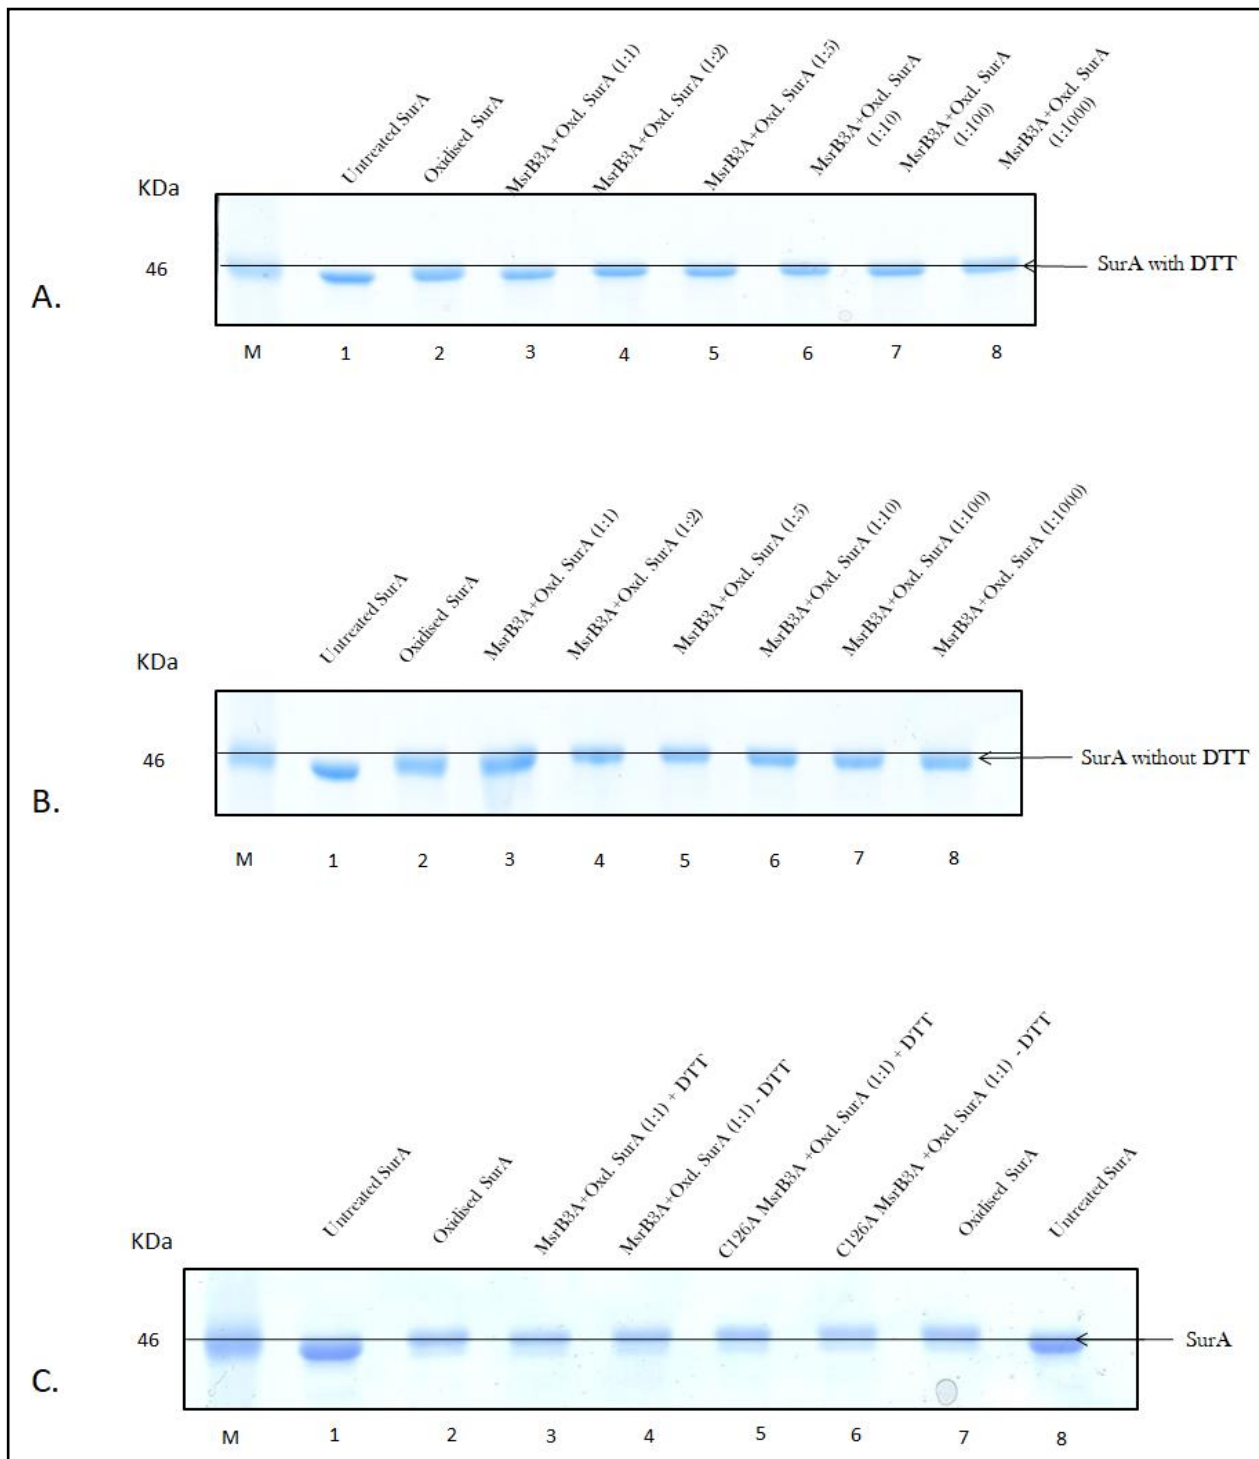 Untreated SurA
Oxidised SurA
MsrB3A+Oxd. SurA (1:1)
MsrB3A+Oxd. SurA (1:2)
MsrB3A+Oxd. SurA (1:5)
MsrB3A+Oxd. SurA
(1:10)
MsrB3A+Oxd. SurA
(1:100)
MsrB3A+Oxd. SurA
(1:1000)
KDa
46
SurA with DTT
A.
M 1 2 3 4 5 6 7 8
Untreated SurA
Oxidised SurA
MsrB3A+Oxd. SurA (1:1)
MsrB3A+Oxd. SurA (1:2)
MsrB3A+Oxd. SurA (1:5)
MsrB3A+Oxd. SurA (1:10)
MsrB3A+Oxd. SurA (1:100)
MsrB3A+Oxd. SurA (1:1000)
KDa
46
SurA without DTT
B.
M 1 2 3 4 5 6 7 8
Untreated SurA
Oxidised SurA
MsrB3A+Oxd. SurA (1:1) + DTT
MsrB3A+Oxd. SurA (1:1) - DTT
C126A MsrB3A +Oxd. SurA (1:1) + DTT
C126A MsrB3A +Oxd. SurA (1:1) - DTT
Oxidised SurA
Untreated SurA
KDa
46
SurA
C.
M 1 2 3 4 5 6 7 8